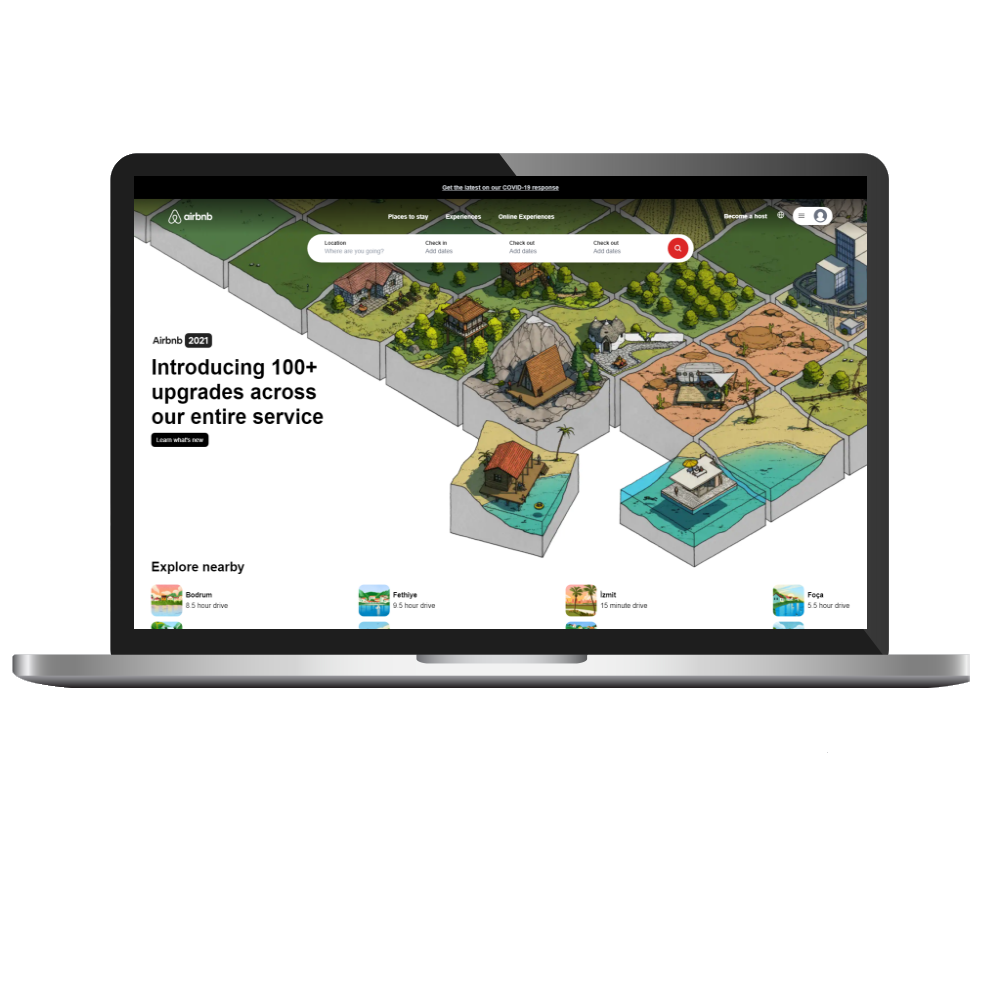 Get the latest on our COVID-19 response
airbnb
Places to stay Experiences Online Experiences
Become a host
Location Check in Check out Check out
Where are you going? Add dates Add dates Add dates
Airbnb 2021
Introducing 100+
upgrades across
our entire service
Learn what's new
Explore nearby
Bodrum Fethiye İzmit Foça
8.5 hour drive 9.5 hour drive 15 minute drive 5.5 hour drive